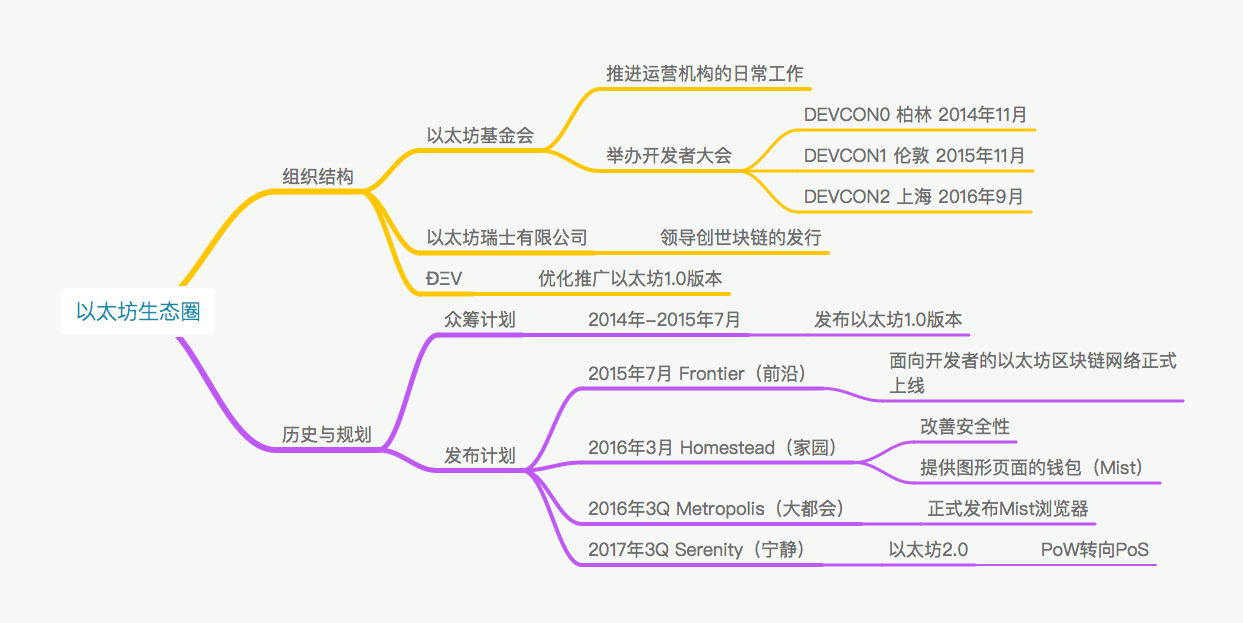 以太坊生态圈
组织结构
以太坊基金会
推进运营机构的日常工作
举办开发者大会
DEVCON0 柏林 2014年11月
DEVCON1 伦敦 2015年11月
DEVCON2 上海 2016年9月
以太坊瑞士有限公司
领导创世块链的发行
ÐΞV
优化推广以太坊1.0版本
历史与规划
众筹计划
2014年–2015年7月
发布以太坊1.0版本
发布计划
2015年7月 Frontier（前沿）
面向开发者的以太坊区块链网络正式
上线
2016年3月 Homestead（家园）
改善安全性
提供图形页面的钱包（Mist）
2016年3Q Metropolis（大都会）
正式发布Mist浏览器
2017年3Q Serenity（宁静）
以太坊2.0
PoW转向PoS